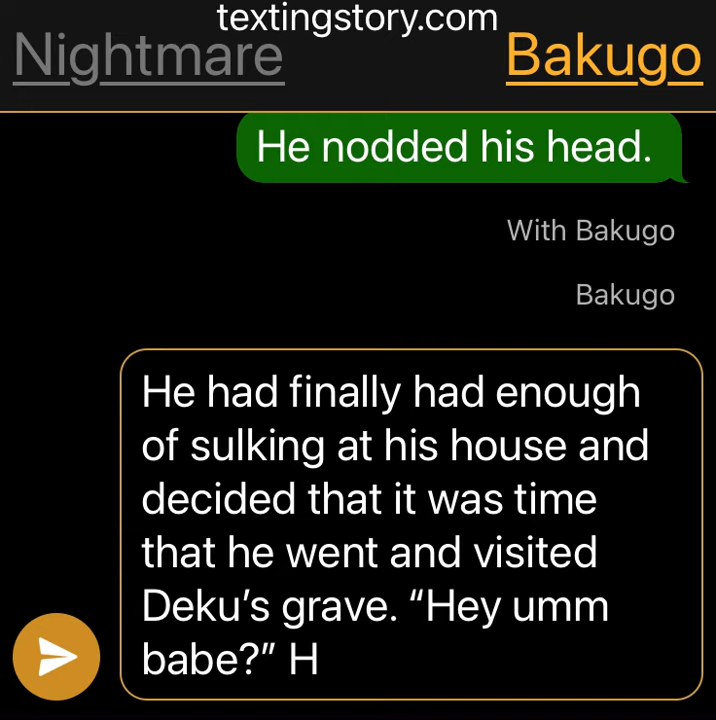 textingstory.com
Nightmare
Bakugo
He nodded his head.
With Bakugo
Bakugo
He had finally had enough
of sulking at his house and
decided that it was time
that he went and visited
Deku’s grave. “Hey umm
babe?” H